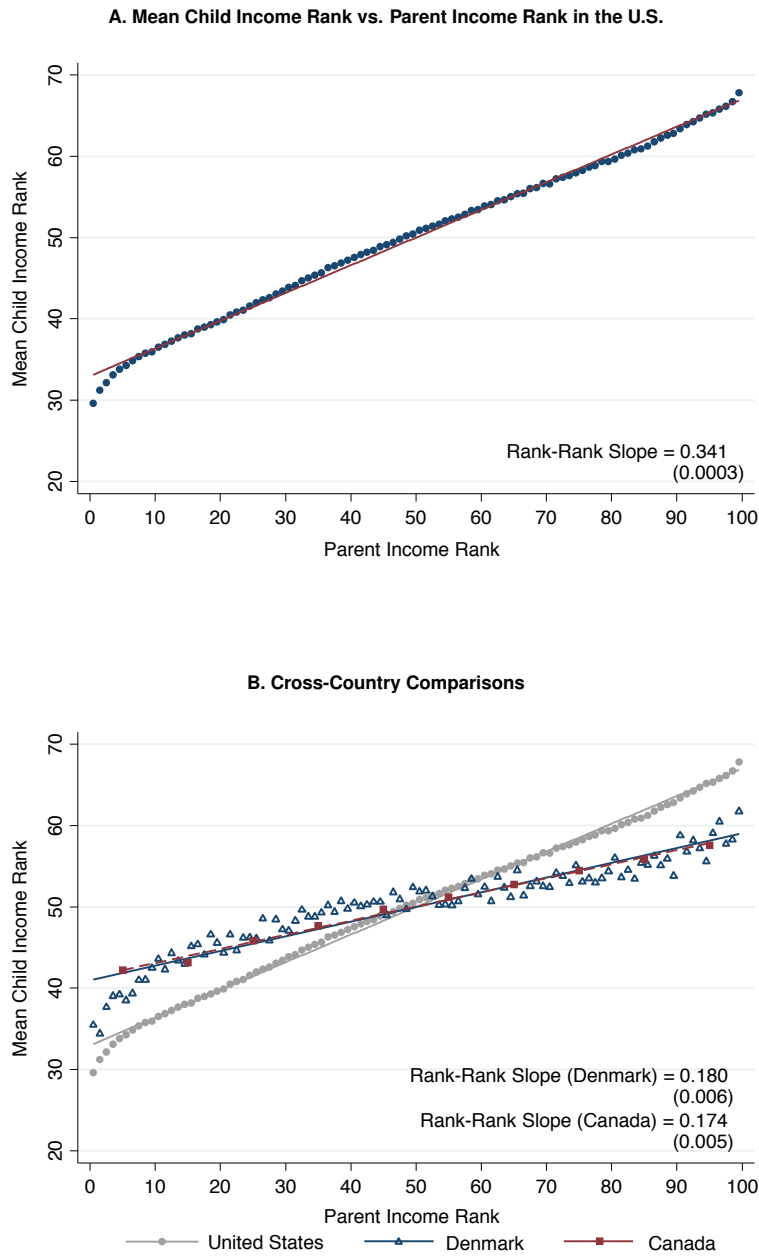 A. Mean Child Income Rank vs. Parent Income Rank in the U.S.
Mean Child Income Rank
70
60
50
40
30
20
Rank-Rank Slope = 0.341
(0.0003)
0 10 20 30 40 50 60 70 80 90 100
Parent Income Rank
B. Cross-Country Comparisons
Mean Child Income Rank
70
60
50
40
30
20
Rank-Rank Slope (Denmark) = 0.180
(0.006)
Rank-Rank Slope (Canada) = 0.174
(0.005)
0 10 20 30 40 50 60 70 80 90 100
Parent Income Rank
United States Denmark Canada